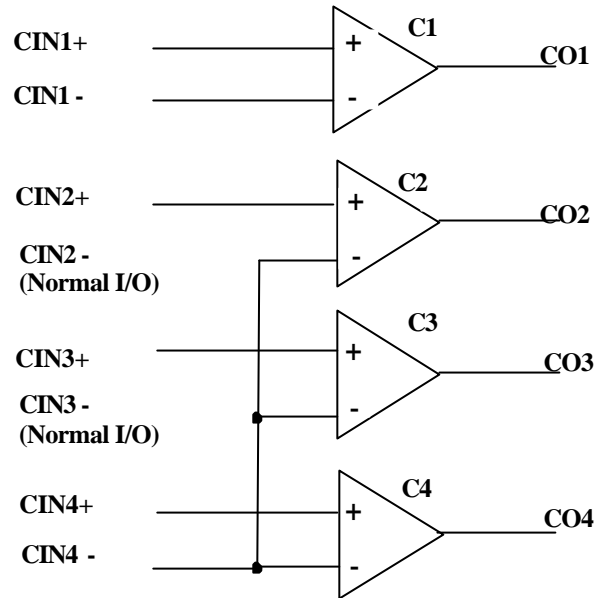 C1
CIN1+
+
CO1
CIN1 -
-
C2
CIN2+
+
CO2
CIN2 -
-
(Normal I/O)
C3
CIN3+
+
CO3
CIN3 -
-
(Normal I/O)
C4
CIN4+
+
CO4
CIN4 -
-